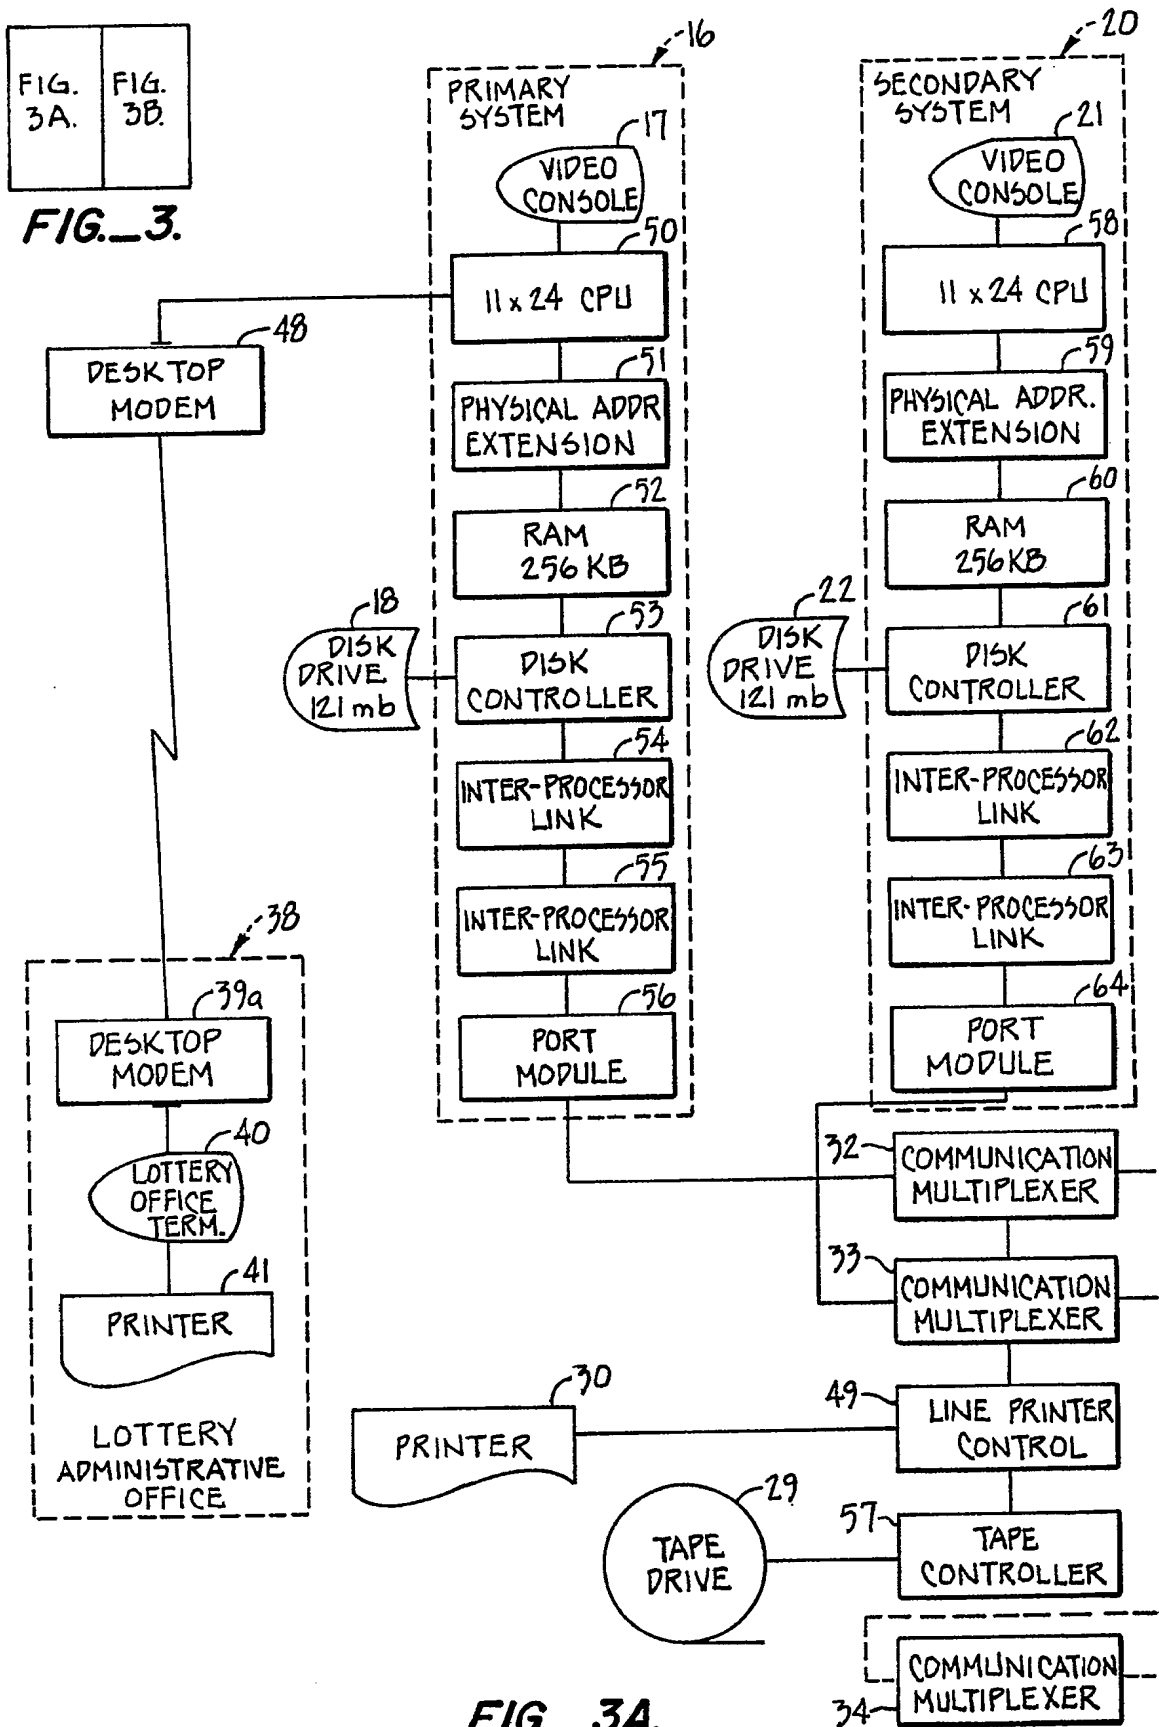 FIG.
3A.
FIG.
3B.
FIG._3.
16
PRIMARY
SYSTEM
17
VIDEO
CONSOLE
50
11 x 24 CPU
51
PHYSICAL ADDR
EXTENSION
52
RAM
256 KB
18
DISK
DRIVE
121 mb
53
DISK
CONTROLLER
54
INTER-PROCESSOR
LINK
55
INTER-PROCESSOR
LINK
56
PORT
MODULE
20
SECONDARY
SYSTEM
21
VIDEO
CONSOLE
58
11 x 24 CPU
59
PHYSICAL ADDR.
EXTENSION
60
RAM
256 KB
22
DISK
DRIVE
121 mb
61
DISK
CONTROLLER
62
INTER-PROCESSOR
LINK
63
INTER-PROCESSOR
LINK
64
PORT
MODULE
48
DESKTOP
MODEM
38
39a
DESKTOP
MODEM
40
LOTTERY
OFFICE
TERM.
41
PRINTER
LOTTERY
ADMINISTRATIVE
OFFICE
32
COMMUNICATION
MULTIPLEXER
33
COMMUNICATION
MULTIPLEXER
30
PRINTER
49
LINE PRINTER
CONTROL
29
TAPE
DRIVE
57
TAPE
CONTROLLER
COMMUNICATION
MULTIPLEXER
34
FIG._3A.